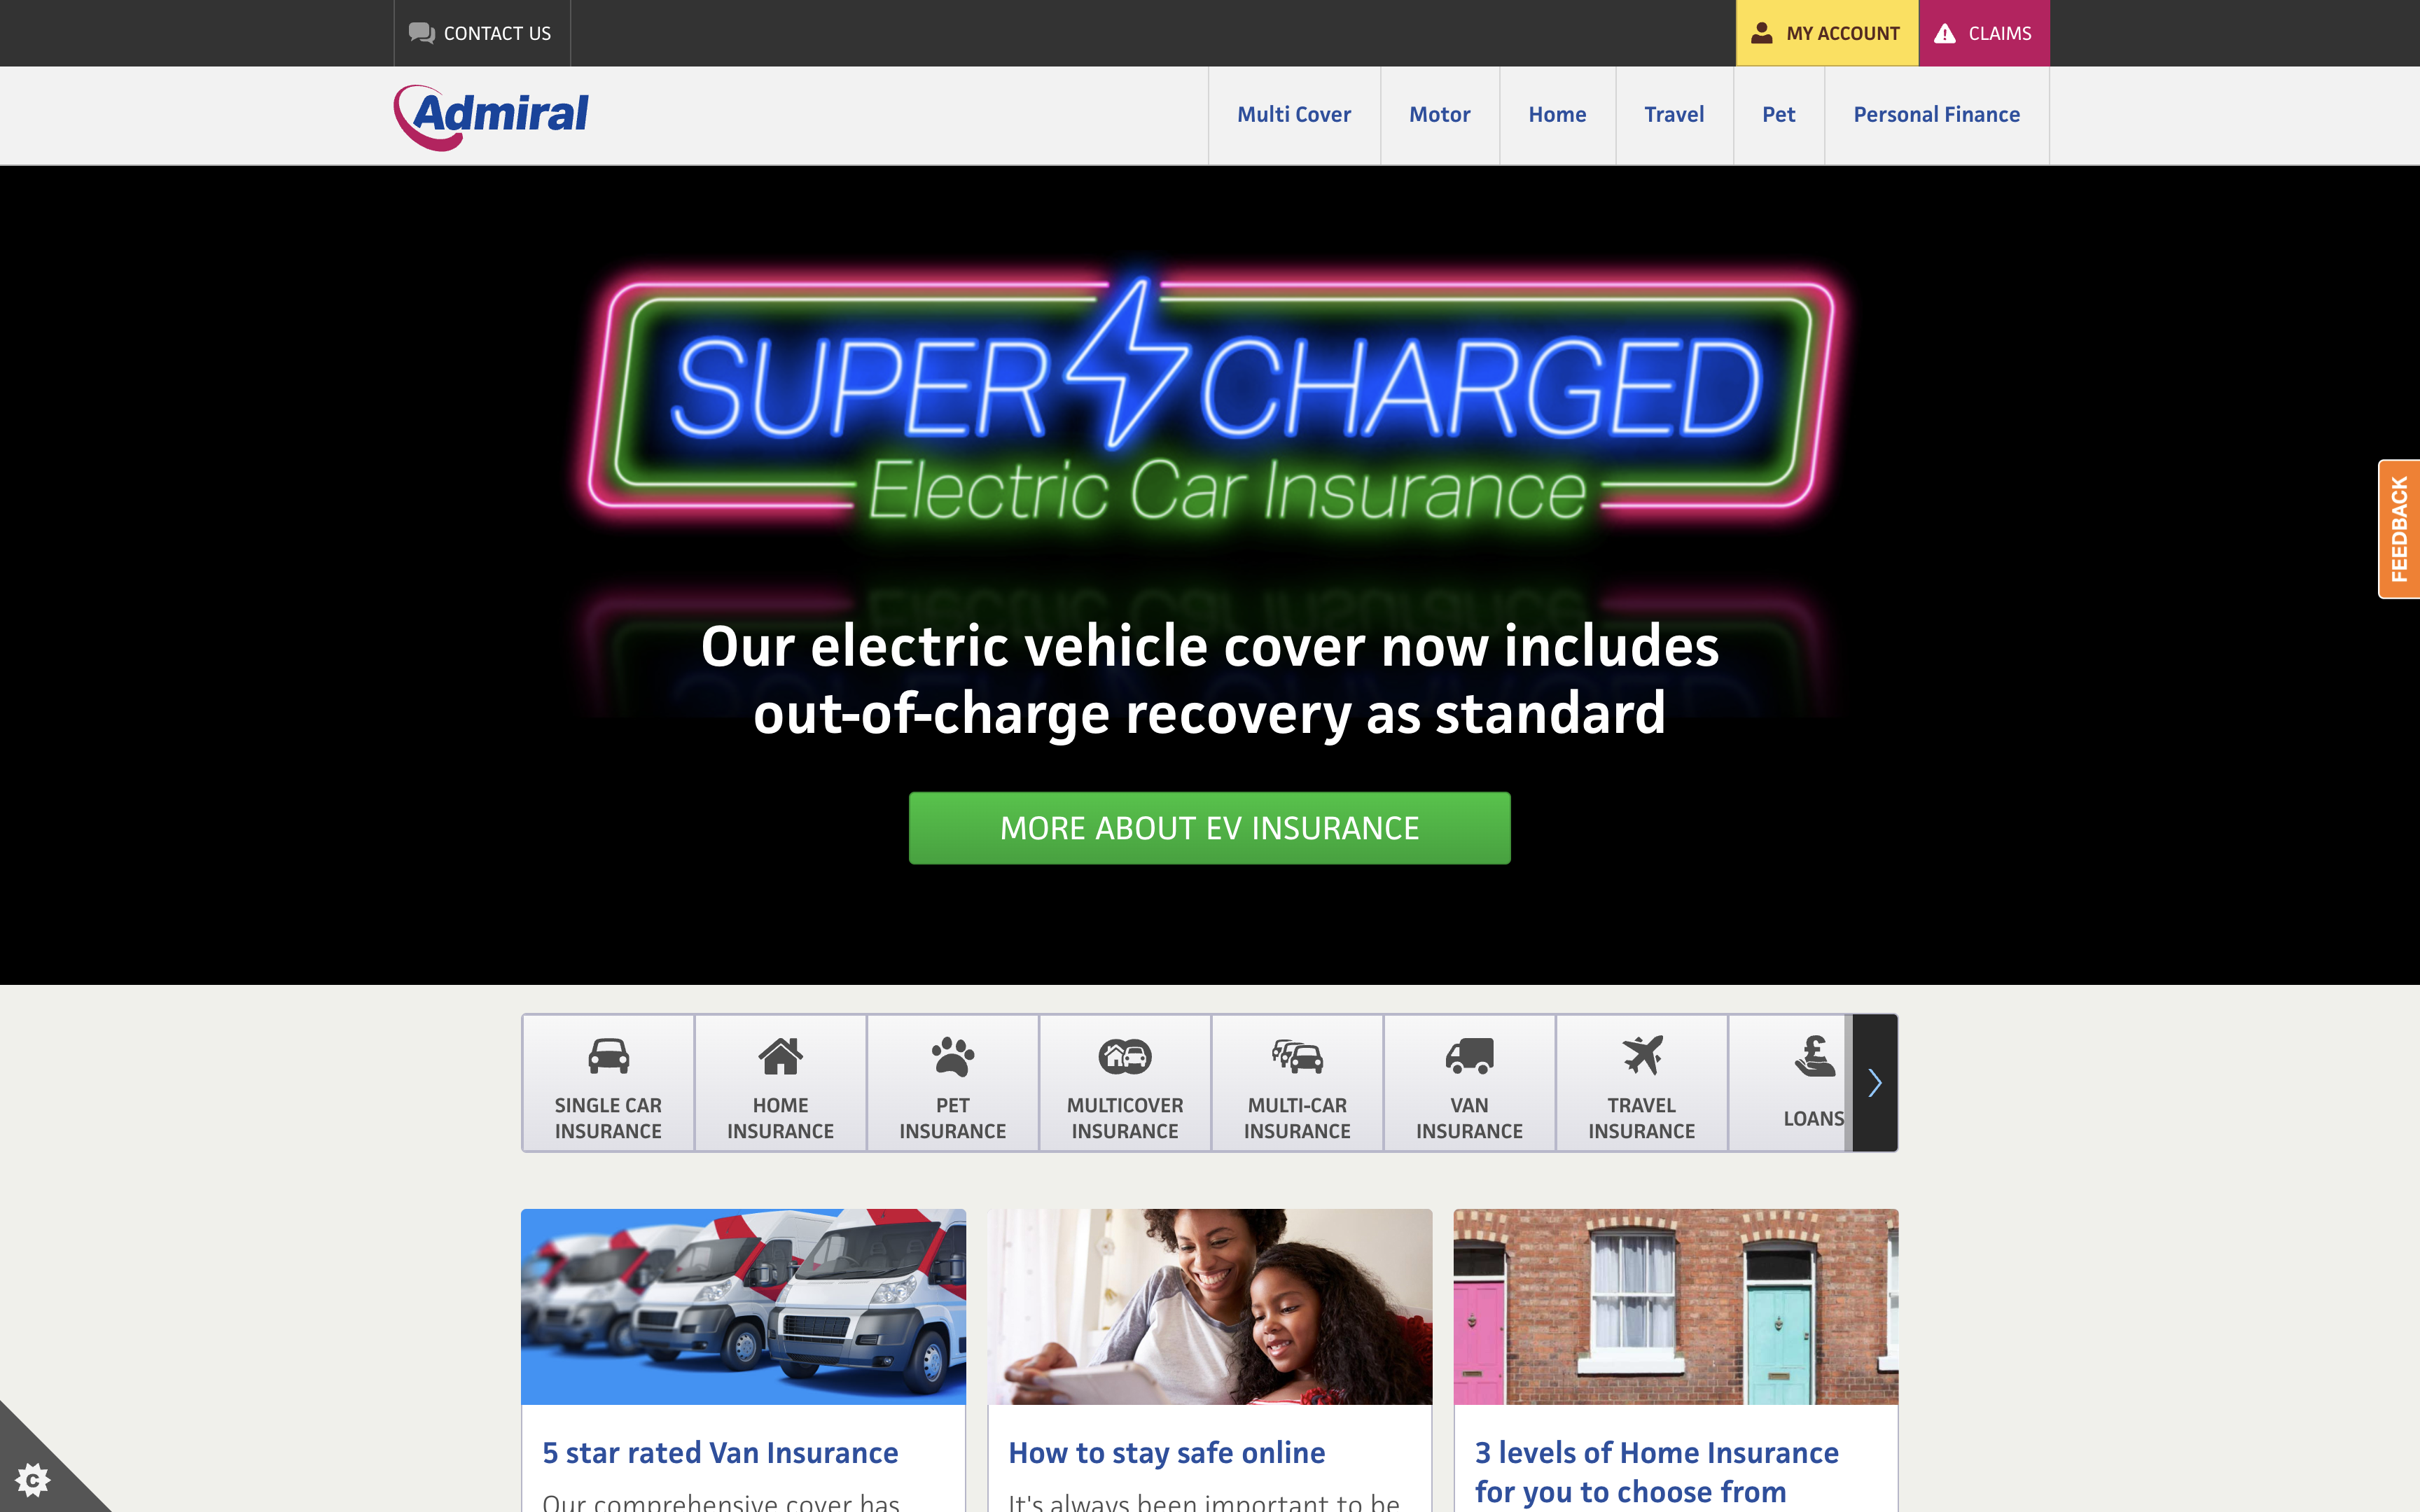 CONTACT US
MY ACCOUNT
CLAIMS
Admiral
Multi Cover
Motor
Home
Travel
Pet
Personal Finance
SUPER CHARGED
Electric Car Insurance
Our electric vehicle cover now includes
out-of-charge recovery as standard
MORE ABOUT EV INSURANCE
FEEDBACK
SINGLE CAR
INSURANCE
HOME
INSURANCE
PET
INSURANCE
MULTICOVER
INSURANCE
MULTI-CAR
INSURANCE
VAN
INSURANCE
TRAVEL
INSURANCE
LOANS
5 star rated Van Insurance
Our comprehensive cover has
How to stay safe online
It's always been important to be
3 levels of Home Insurance
for you to choose from
C